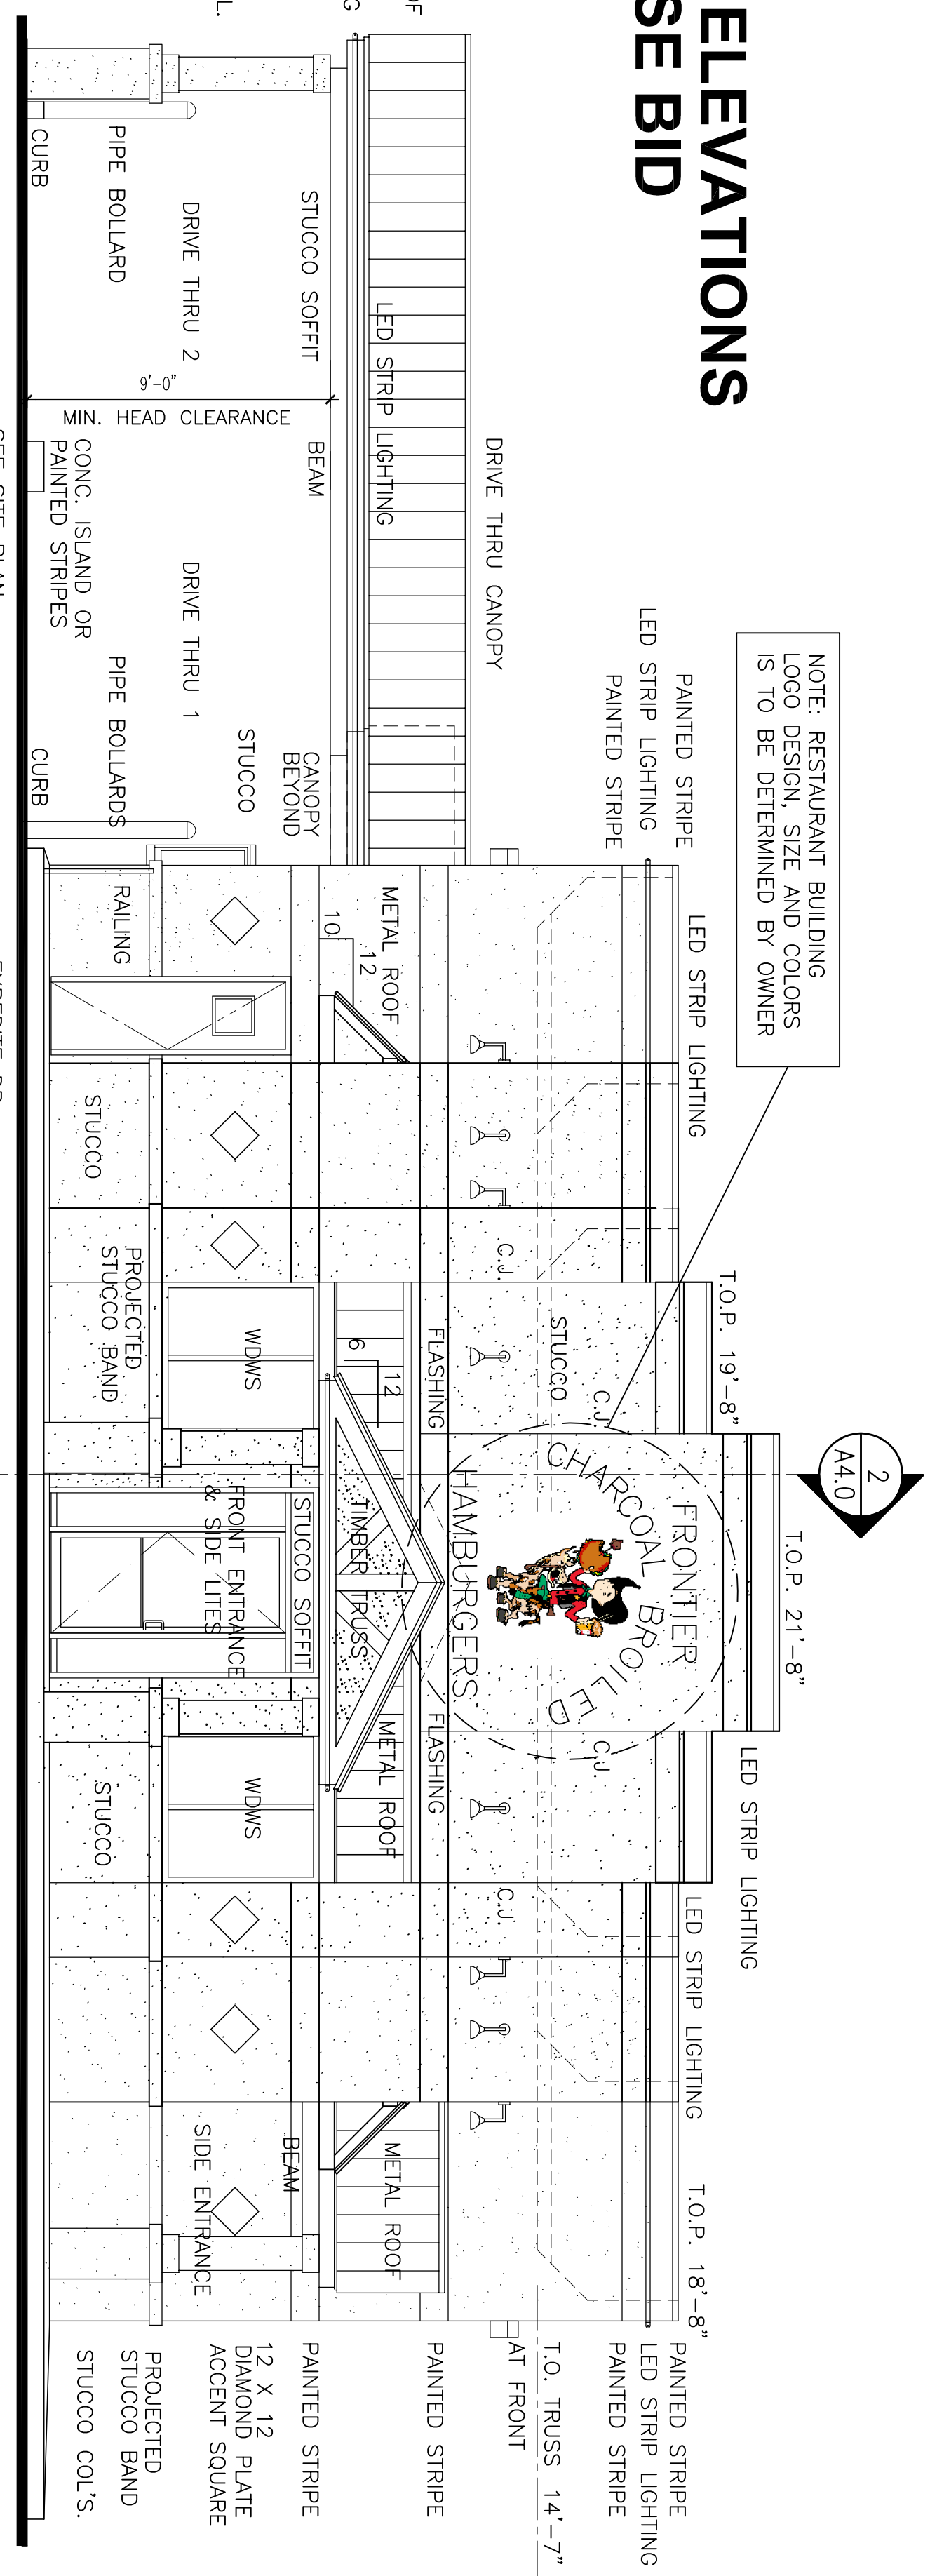 ELEVATIONS
SE BID
NOTE: RESTAURANT BUILDING
LOGO DESIGN, SIZE AND COLORS
IS TO BE DETERMINED BY OWNER
2
A4.0
T.O.P. 21'-8"
T.O.P. 19'-8"
T.O.P. 18'-8"
LED STRIP LIGHTING
LED STRIP LIGHTING
LED STRIP LIGHTING
PAINTED STRIPE
LED STRIP LIGHTING
PAINTED STRIPE
PAINTED STRIPE
LED STRIP LIGHTING
PAINTED STRIPE
T.O. TRUSS 14'-7"
AT FRONT
PAINTED STRIPE
PAINTED STRIPE
12 X 12
DIAMOND PLATE
ACCENT SQUARE
PROJECTED
STUCCO BAND
STUCCO COL'S.
DRIVE THRU CANOPY
LED STRIP LIGHTING
STUCCO SOFFIT
BEAM
CANOPY
BEYOND
STUCCO
9'-0"
MIN. HEAD CLEARANCE
DRIVE THRU 2
DRIVE THRU 1
PIPE BOLLARD
PIPE BOLLARDS
CONC. ISLAND OR
PAINTED STRIPES
CURB
CURB
OF
G
L.
METAL ROOF
12
10
RAILING
STUCCO
C.J.
PROJECTED
STUCCO BAND
WDWS
FLASHING
STUCCO
C.J.
6
12
FRONTIER
CHARCOAL BROILED
HAMBURGERS
TIMBER TRUSS
STUCCO SOFFIT
FRONT ENTRANCE
& SIDE LITES
C.J.
FLASHING
METAL ROOF
WDWS
STUCCO
C.J.
METAL ROOF
BEAM
SIDE ENTRANCE
SEE SITE PLAN